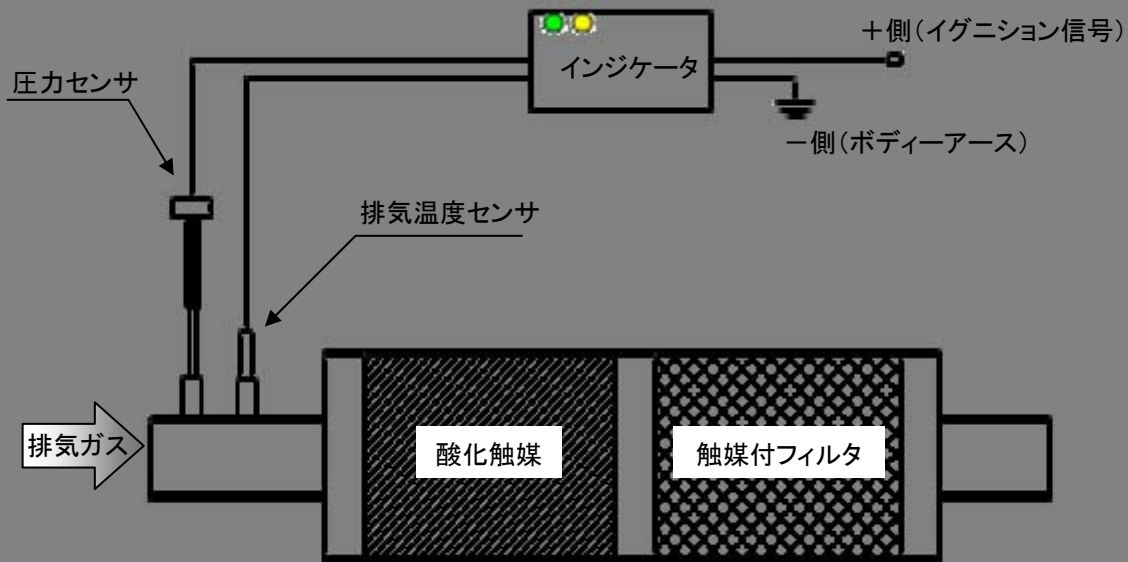 ＋側（イグニション信号）
インジケータ
圧力センサ
－側（ボディーアース）
排気温度センサ
排気ガス
酸化触媒
触媒付フィルタ